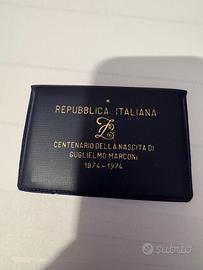 REPUBBLICA ITALIANA
CENTENARIO DELLA NASCITA DI
GUGLIELMO MARCONI
1874-1974
subito